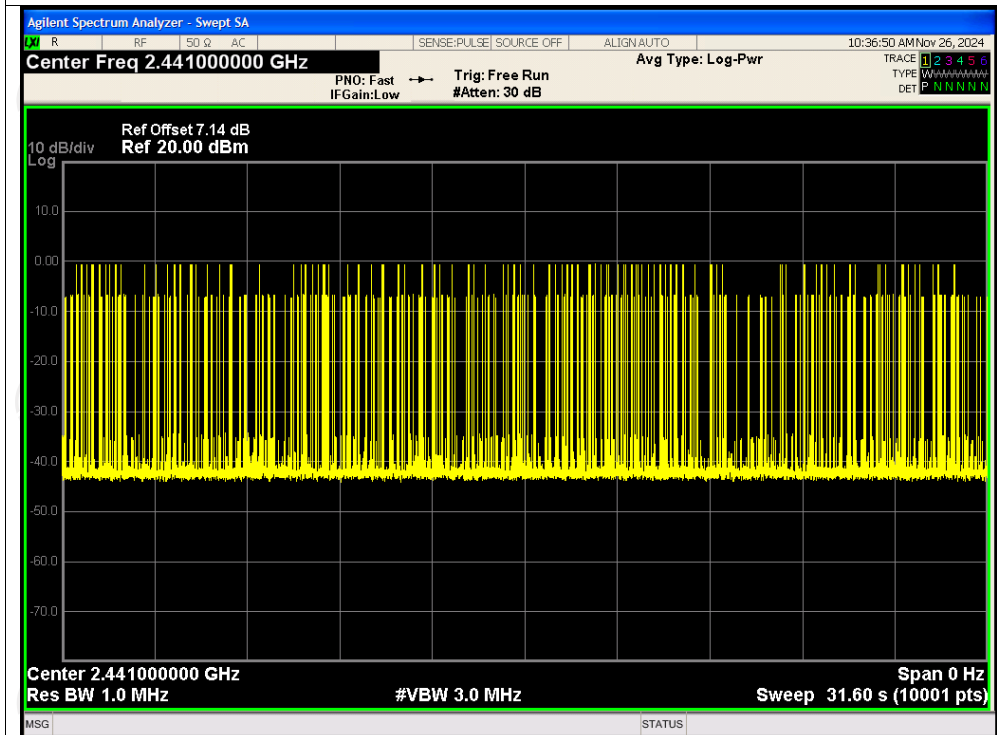 Agilent Spectrum Analyzer - Swept SA
LXI R RF 50 Ω AC SENSE:PULSE SOURCE OFF ALIGN AUTO 10:36:50 AM Nov 26, 2024
Center Freq 2.441000000 GHz Avg Type: Log-Pwr TRACE 1 2 3 4 5 6
PNO: Fast Trig: Free Run TYPE
IFGain:Low #Atten: 30 dB DET P N N N N N
Ref Offset 7.14 dB
10 dB/div Ref 20.00 dBm
Log
10.0
0.00
-10.0
-20.0
-30.0
-40.0
-50.0
-60.0
-70.0
Center 2.441000000 GHz Span 0 Hz
Res BW 1.0 MHz #VBW 3.0 MHz Sweep 31.60 s (10001 pts)
MSG STATUS